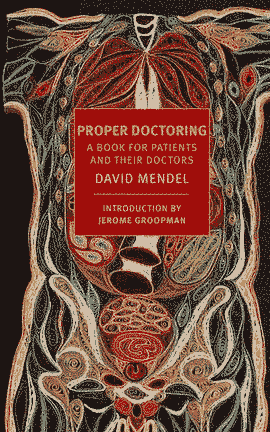 PROPER DOCTORING
A BOOK FOR PATIENTS
AND THEIR DOCTORS
DAVID MENDEL
INTRODUCTION BY
JEROME GROOPMAN